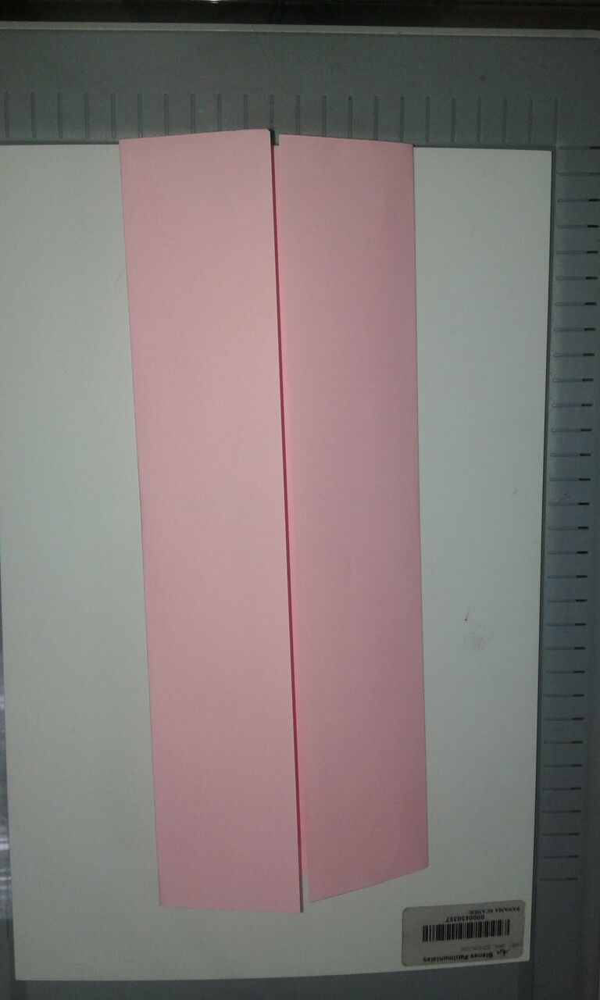 Bienes Patrimoniales
0000450357
PANAMA SCANER